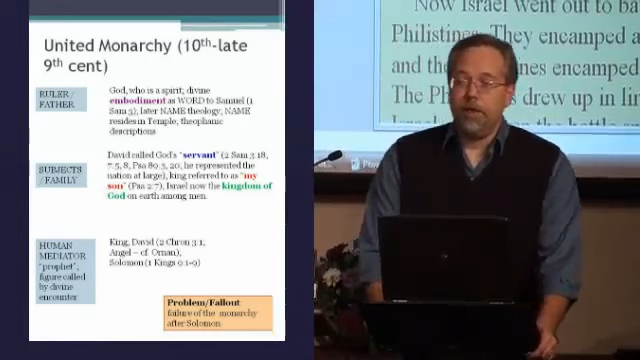 United Monarchy (10th-late
9th cent)
RULER /
FATHER
God, who is a spirit; divine
embodiment as WORD to Samuel (1
Sam 3); later NAME theology; NAME
resides in Temple; theophanic
descriptions
SUBJECTS
/ FAMILY
David called God's "servant" (2 Sam 3:18,
7:5, 8, Psa 89:3, 20; he represented the
nation at large), king referred to as "my
son" (Psa 2:7); Israel now the kingdom of
God on earth among men.
HUMAN
MEDIATOR
"prophet";
figure called
by divine
encounter
King, David (2 Chron 3:1;
Angel – cf. Ornan),
Solomon (1 Kings 9:1-9)
Problem/Fallout
failure of the monarchy
after Solomon
Now Israel went out to ba
Philistines. They encamped a
and the nes encamped
The Ph s drew up in lin
the battle